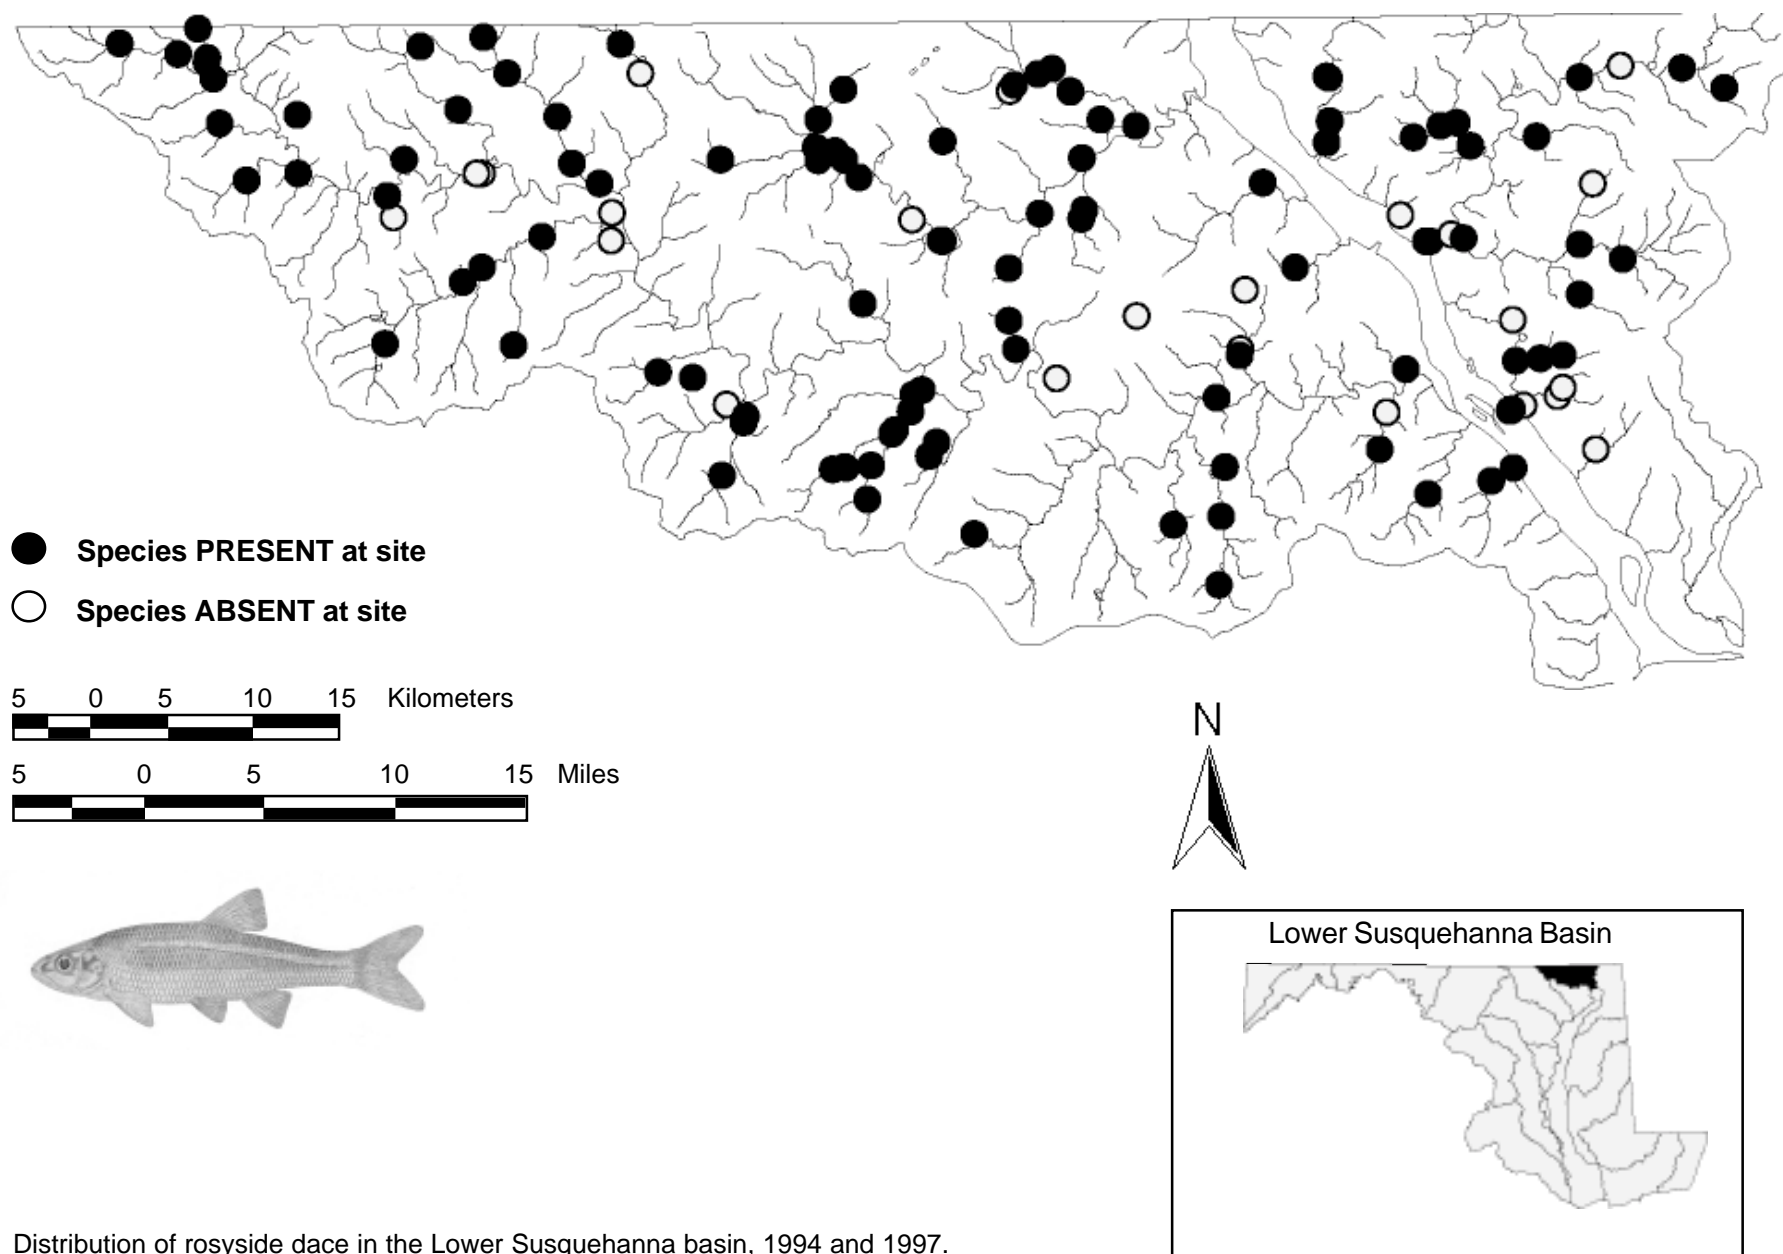 Species PRESENT at site
Species ABSENT at site
5 0 5 10 15 Kilometers
5 0 5 10 15 Miles
N
Lower Susquehanna Basin
Distribution of rosyside dace in the Lower Susquehanna basin, 1994 and 1997.